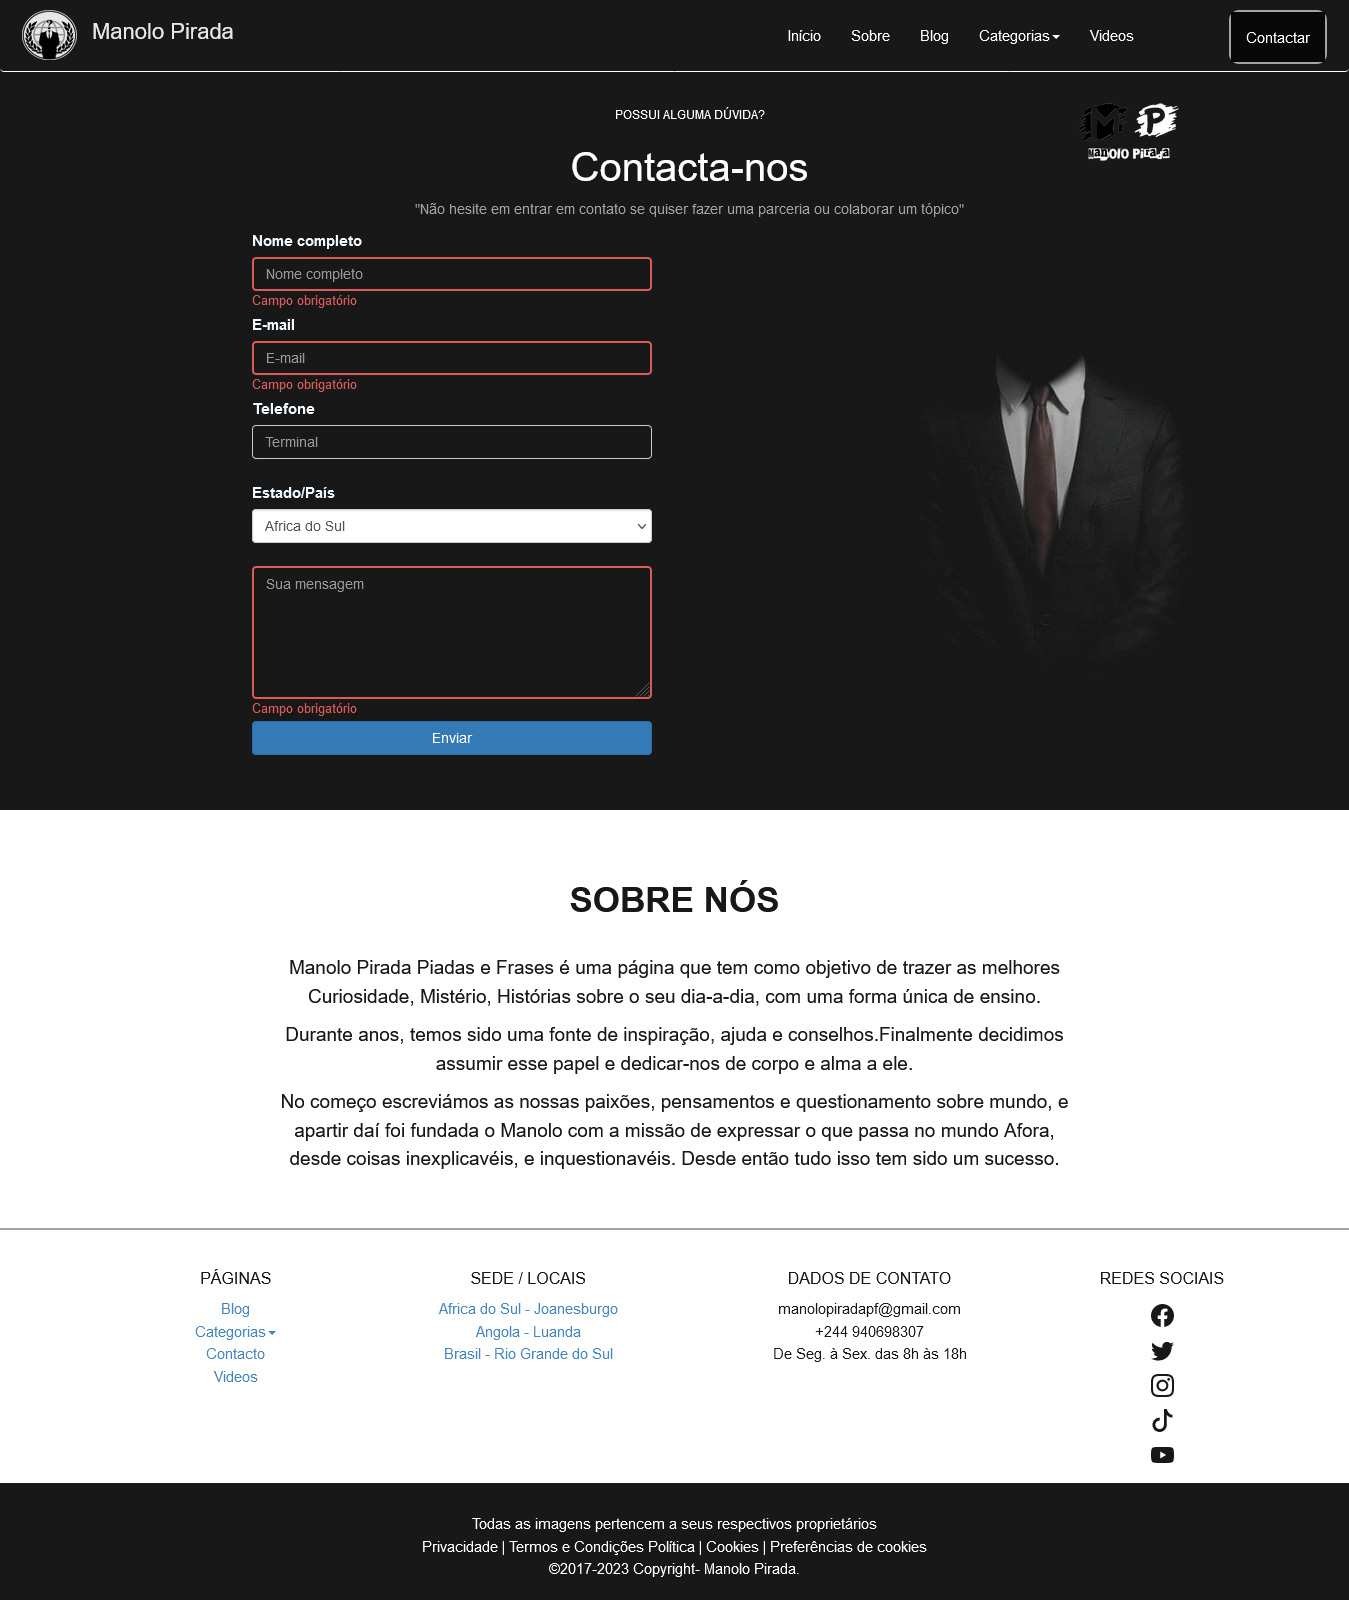 Manolo Pirada
Início Sobre Blog Categorias Videos Contactar
POSSUI ALGUMA DÚVIDA?
M P
Manolo Pirada
Contacta-nos
"Não hesite em entrar em contato se quiser fazer uma parceria ou colaborar um tópico"
Nome completo
Nome completo
Campo obrigatório
E-mail
E-mail
Campo obrigatório
Telefone
Terminal
Estado/País
Africa do Sul
Sua mensagem
Campo obrigatório
Enviar
SOBRE NÓS
Manolo Pirada Piadas e Frases é uma página que tem como objetivo de trazer as melhores
Curiosidade, Mistério, Histórias sobre o seu dia-a-dia, com uma forma única de ensino.
Durante anos, temos sido uma fonte de inspiração, ajuda e conselhos.Finalmente decidimos
assumir esse papel e dedicar-nos de corpo e alma a ele.
No começo escreviámos as nossas paixões, pensamentos e questionamento sobre mundo, e
apartir daí foi fundada o Manolo com a missão de expressar o que passa no mundo Afora,
desde coisas inexplicavéis, e inquestionavéis. Desde então tudo isso tem sido um sucesso.
PÁGINAS
Blog
Categorias
Contacto
Videos
SEDE / LOCAIS
Africa do Sul - Joanesburgo
Angola - Luanda
Brasil - Rio Grande do Sul
DADOS DE CONTATO
manolopiradapf@gmail.com
+244 940698307
De Seg. à Sex. das 8h às 18h
REDES SOCIAIS
Todas as imagens pertencem a seus respectivos proprietários
Privacidade | Termos e Condições Política | Cookies | Preferências de cookies
©2017-2023 Copyright- Manolo Pirada.